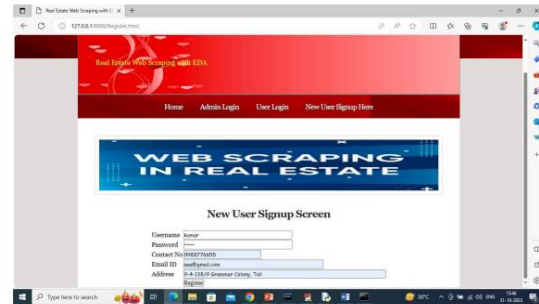 Real Estate Web Scraping with E
127.0.0.1:8000/Register.html
Real Estate Web Scraping with EDA
Home Admin Login User Login New User Signup Here
WEB SCRAPING
IN REAL ESTATE
New User Signup Screen
Username kumar
Password •••••
Contact No
Email ID
Address
Register
Type here to search
30°C ENG